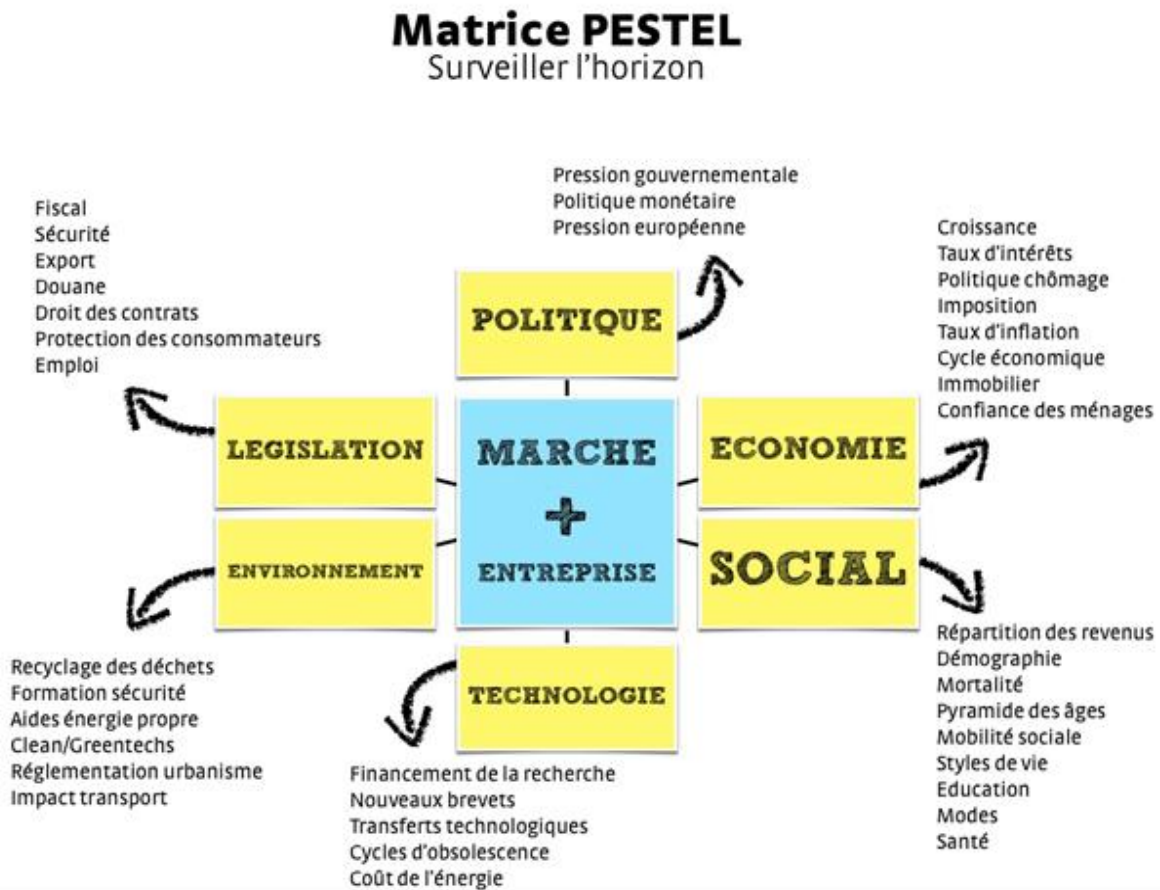 Matrice PESTEL
Surveiller l'horizon
Pression gouvernementale
Politique monétaire
Pression européenne
POLITIQUE
Fiscal
Sécurité
Export
Douane
Droit des contrats
Protection des consommateurs
Emploi
LEGISLATION
MARCHE
+
ENTREPRISE
Croissance
Taux d'intérêts
Politique chômage
Imposition
Taux d'inflation
Cycle économique
Immobilier
Confiance des ménages
ECONOMIE
ENVIRONNEMENT
Recyclage des déchets
Formation sécurité
Aides énergie propre
Clean/Greentechs
Réglementation urbanisme
Impact transport
TECHNOLOGIE
Financement de la recherche
Nouveaux brevets
Transferts technologiques
Cycles d'obsolescence
Coût de l'énergie
SOCIAL
Répartition des revenus
Démographie
Mortalité
Pyramide des âges
Mobilité sociale
Styles de vie
Education
Modes
Santé